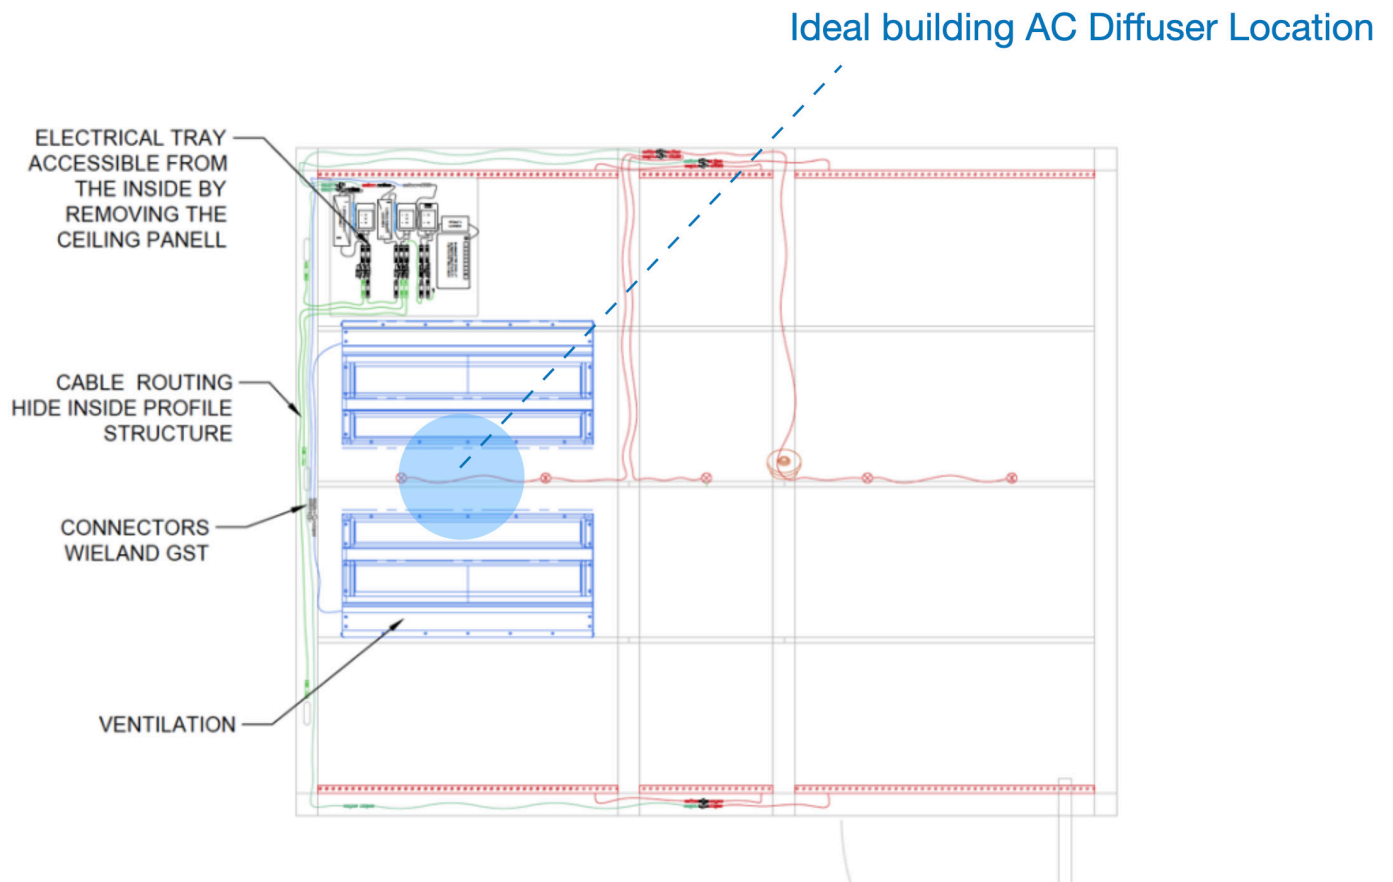 Ideal building AC Diffuser Location
ELECTRICAL TRAY
ACCESSIBLE FROM
THE INSIDE BY
REMOVING THE
CEILING PANELL
CABLE ROUTING
HIDE INSIDE PROFILE
STRUCTURE
CONNECTORS
WIELAND GST
VENTILATION